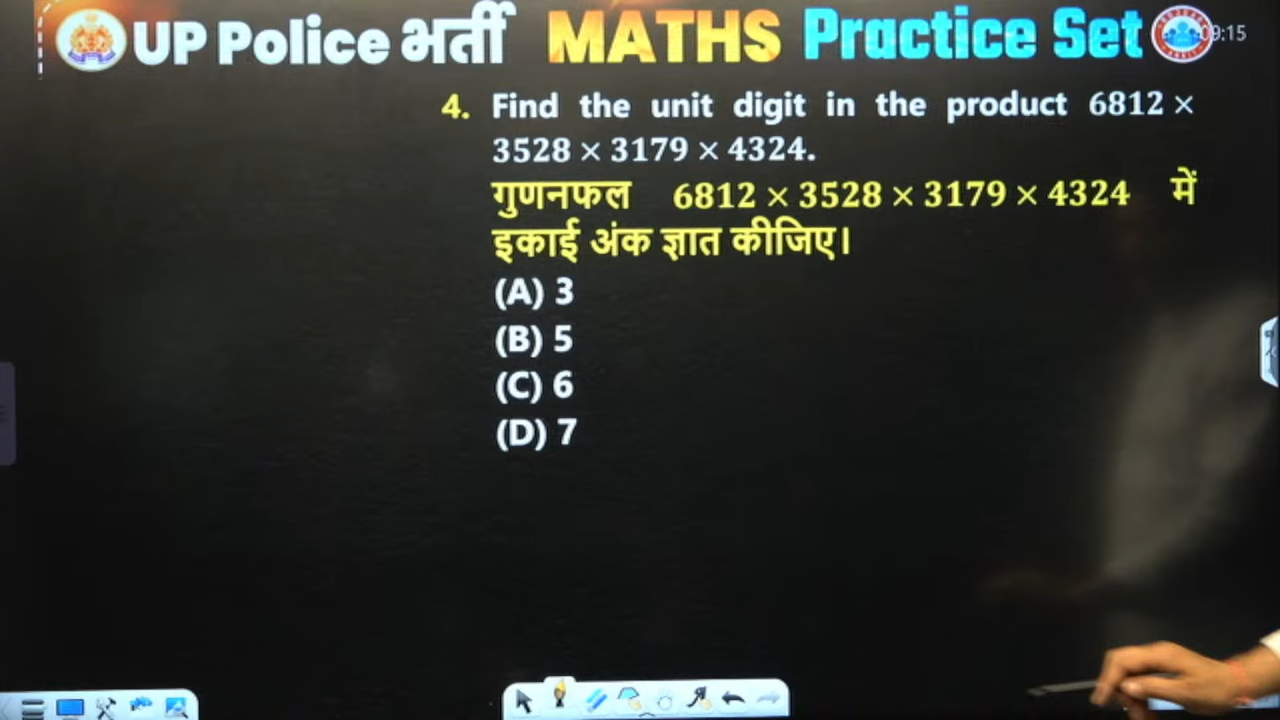 UP Police भर्ती MATHS Practice Set
09:15
4. Find the unit digit in the product 6812 ×
3528 × 3179 × 4324.
गुणनफल 6812 × 3528 × 3179 × 4324 में
इकाई अंक ज्ञात कीजिए।
(A) 3
(B) 5
(C) 6
(D) 7